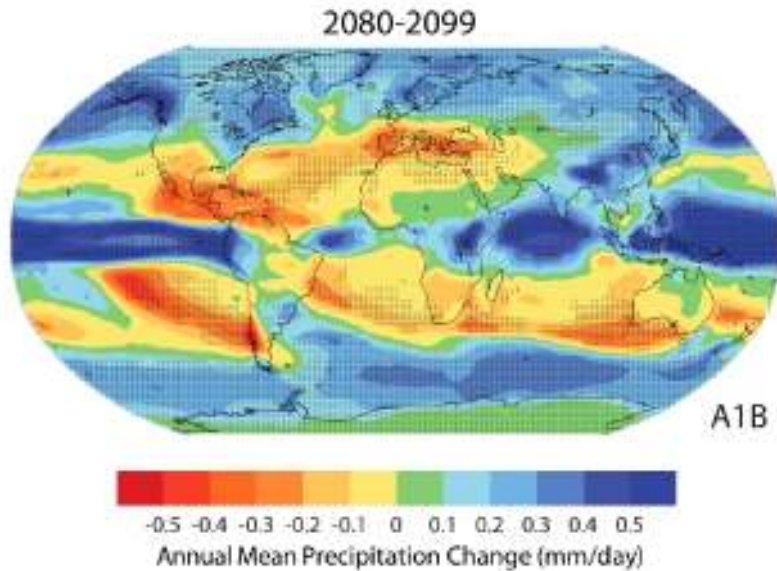 2080-2099
A1B
-0.5 -0.4 -0.3 -0.2 -0.1 0 0.1 0.2 0.3 0.4 0.5
Annual Mean Precipitation Change (mm/day)